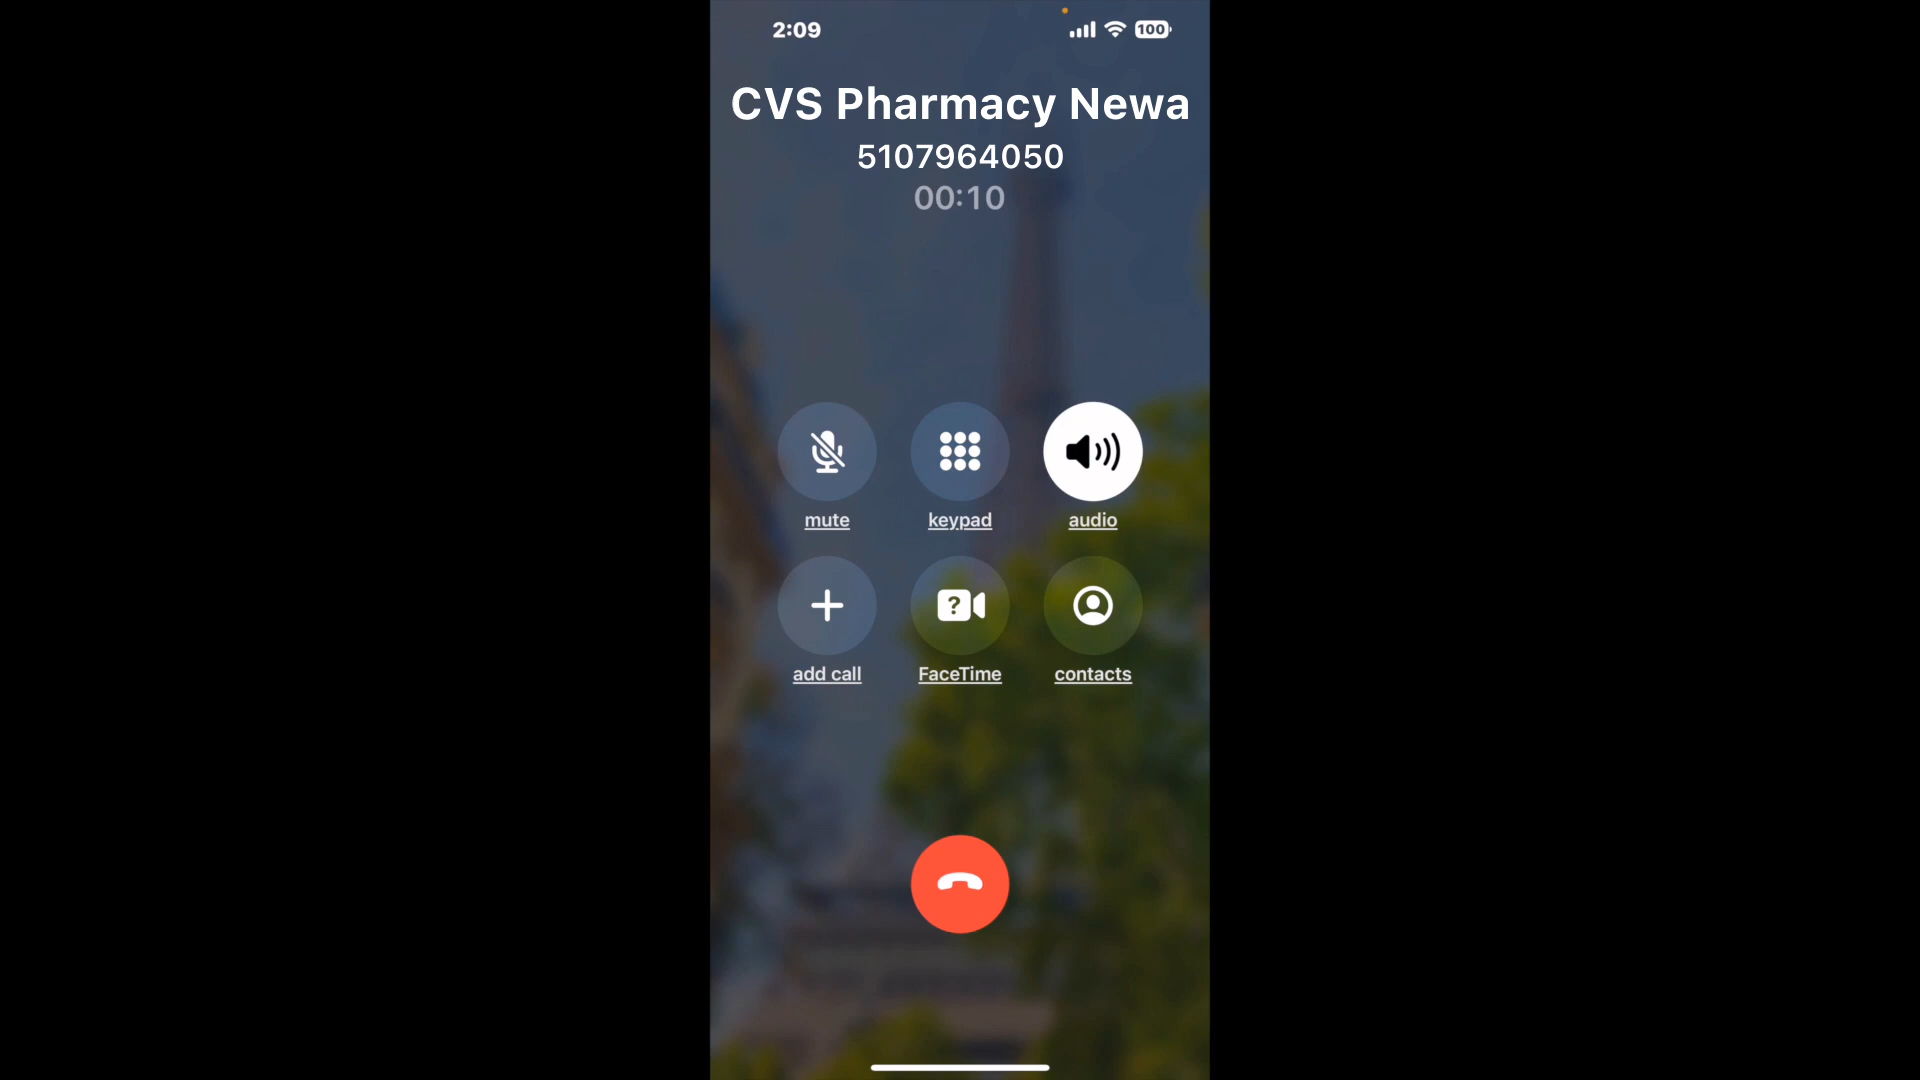 2:09
100
CVS Pharmacy Newa
5107964050
00:10
mute
keypad
audio
?
add call
FaceTime
contacts